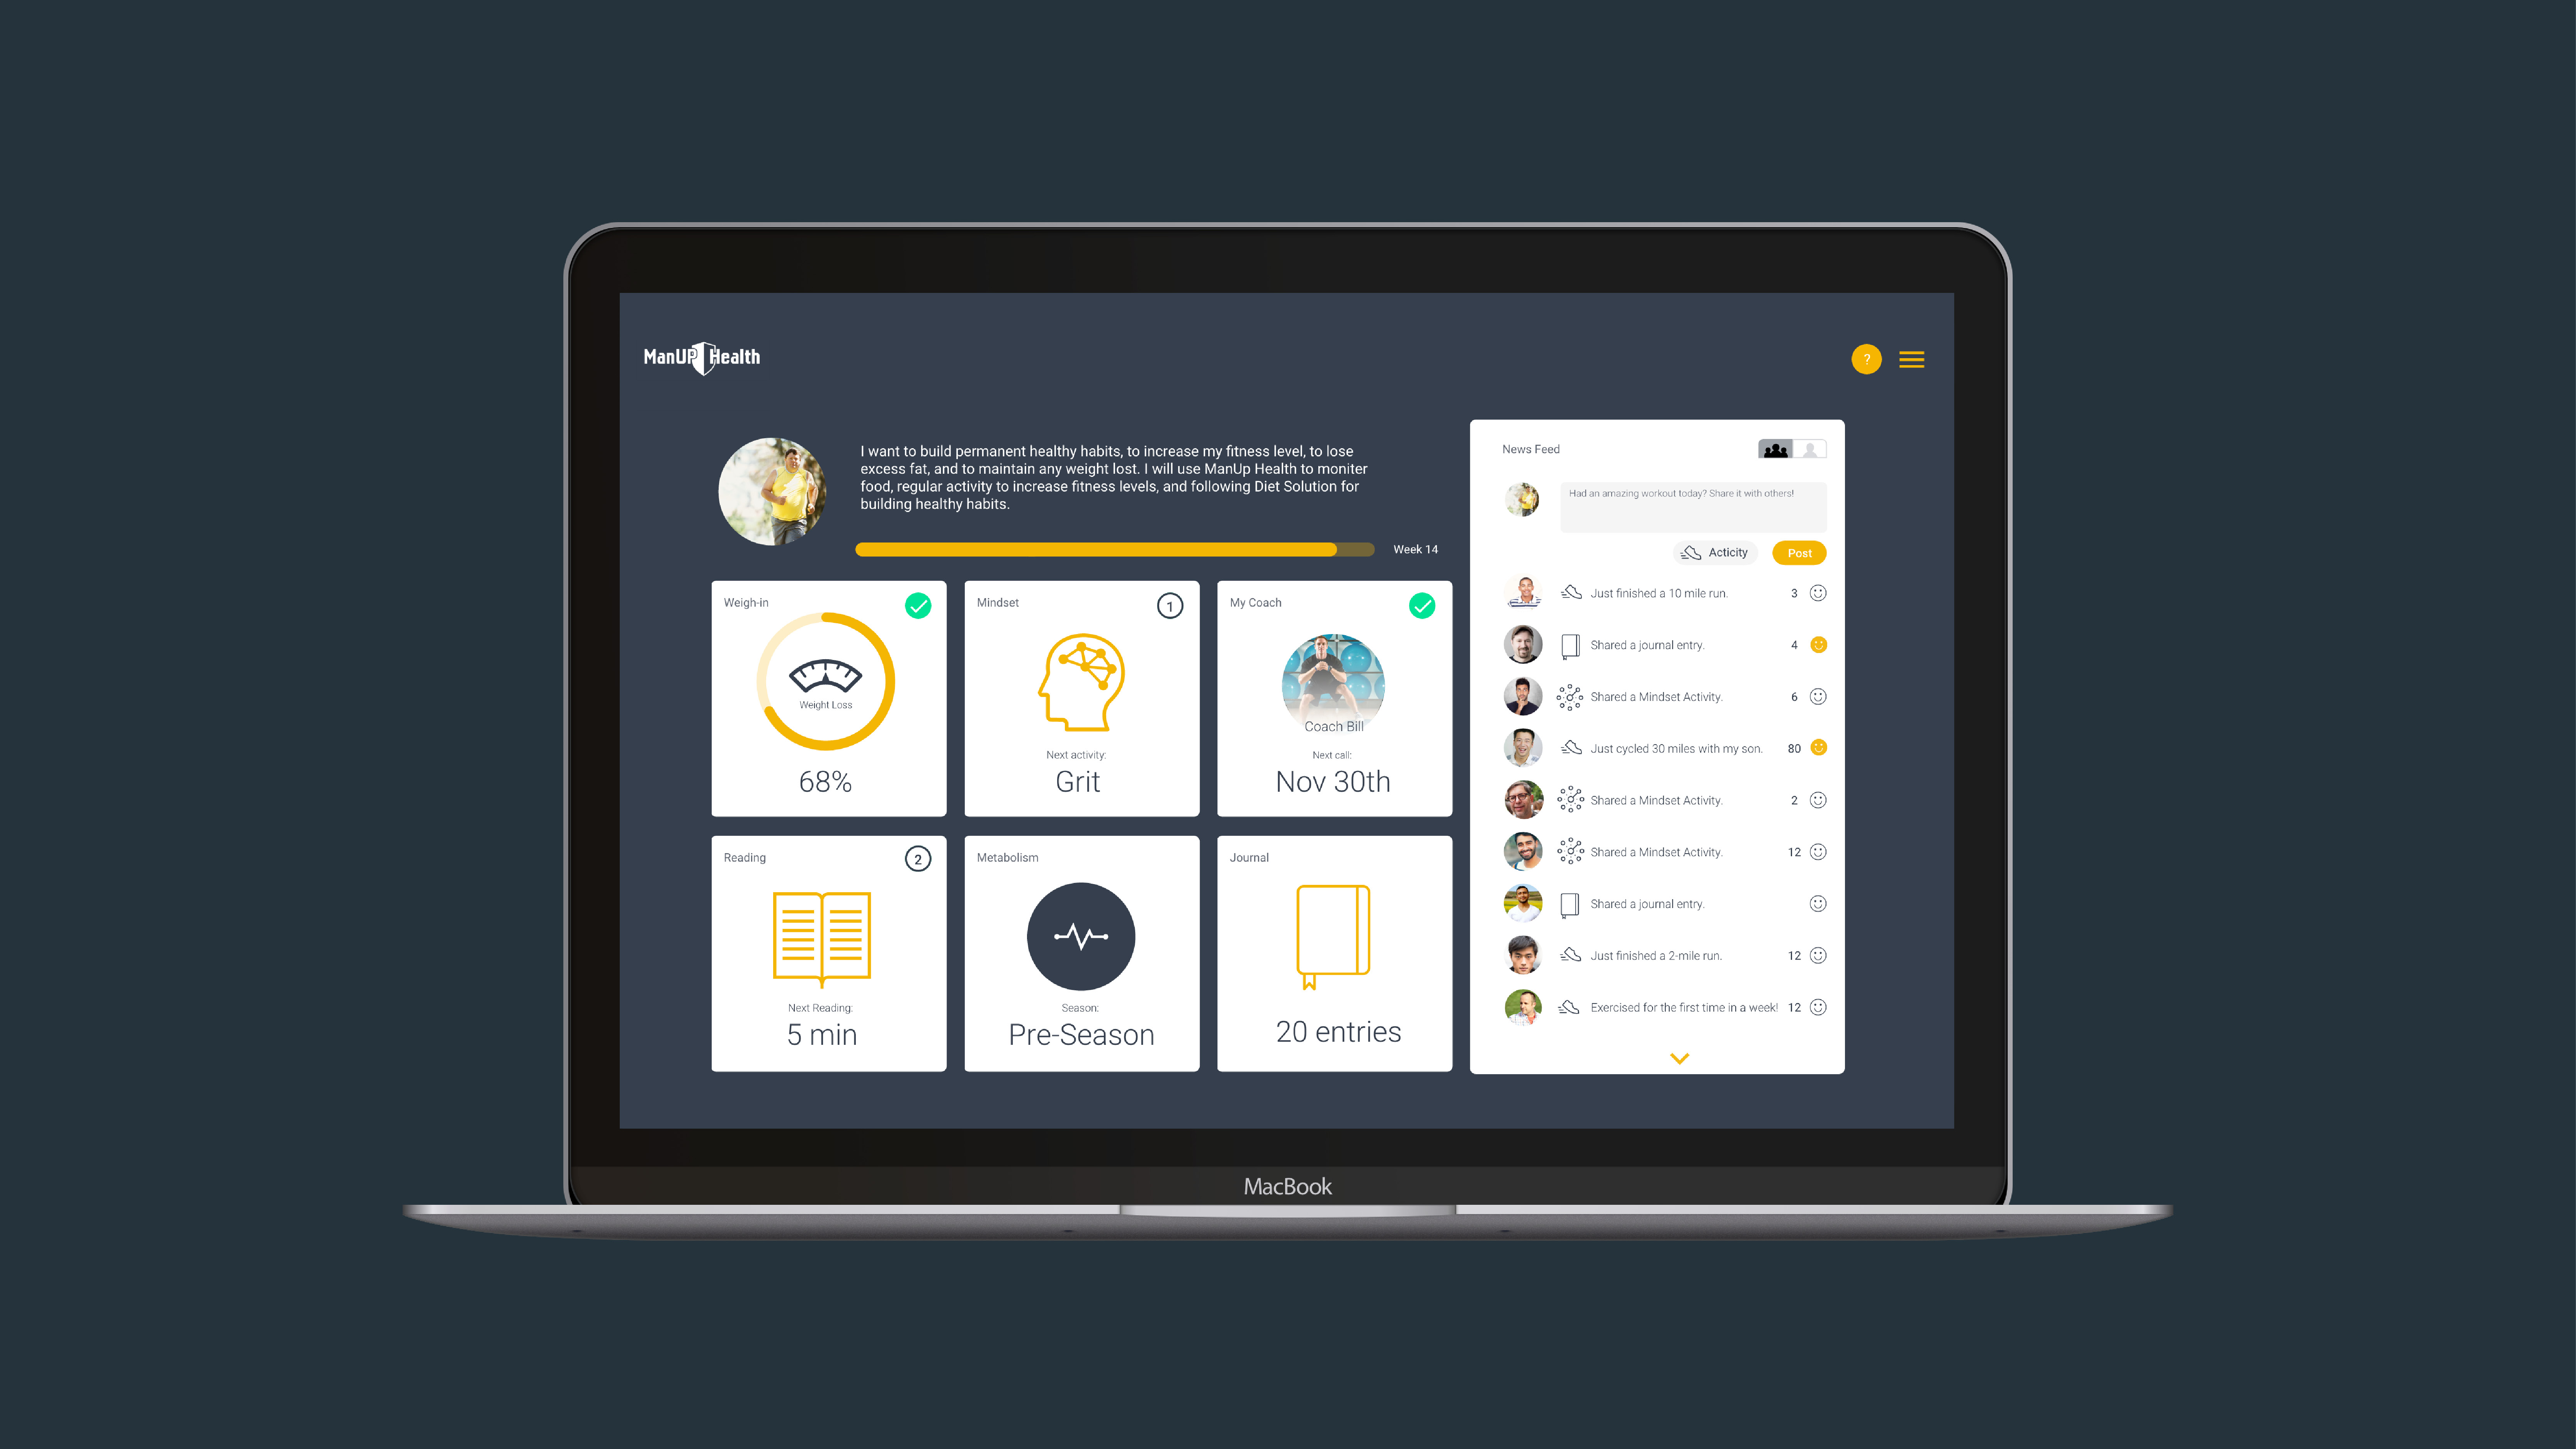 ManUP Health
?
I want to build permanent healthy habits, to increase my fitness level, to lose
excess fat, and to maintain any weight lost. I will use ManUp Health to moniter
food, regular activity to increase fitness levels, and following Diet Solution for
building healthy habits.
Week 14
Weigh-in
Weight Loss
68%
Mindset
1
Next activity:
Grit
My Coach
Coach Bill
Next call:
Nov 30th
Reading
2
Next Reading:
5 min
Metabolism
Season:
Pre-Season
Journal
20 entries
News Feed
Had an amazing workout today? Share it with others!
Acticity
Post
Just finished a 10 mile run. 3
Shared a journal entry. 4
Shared a Mindset Activity. 6
Just cycled 30 miles with my son. 80
Shared a Mindset Activity. 2
Shared a Mindset Activity. 12
Shared a journal entry.
Just finished a 2-mile run. 12
Exercised for the first time in a week! 12
MacBook